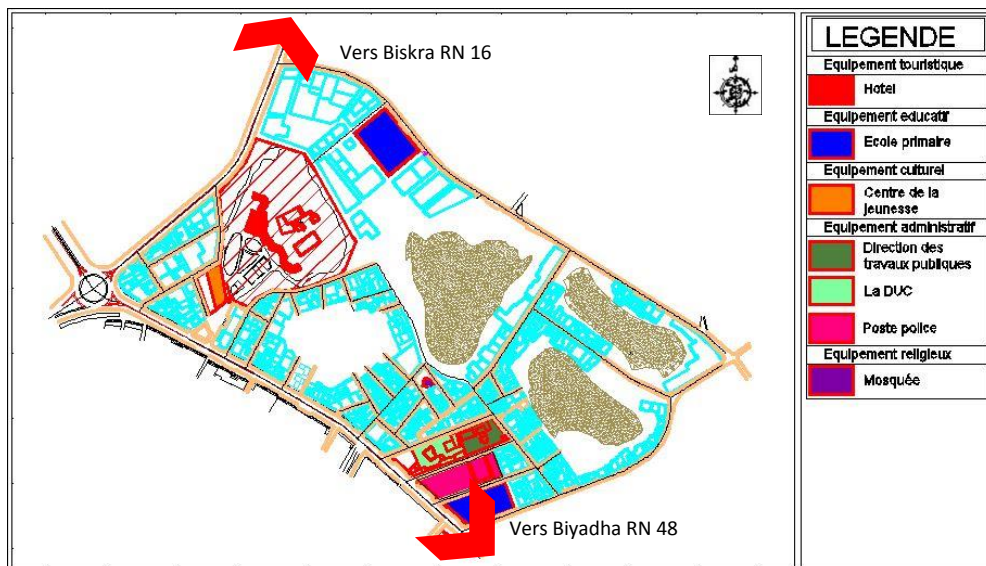 Vers Biskra RN 16
Vers Biyadha RN 48
LEGENDE
Equipement touristique
Hotel
Equipement educatif
Ecole primaire
Equipement culturel
Centre de la
jeunesse
Equipement administratif
Direction des
travaux publiques
La DUC
Poste police
Equipement religieux
Mosquée